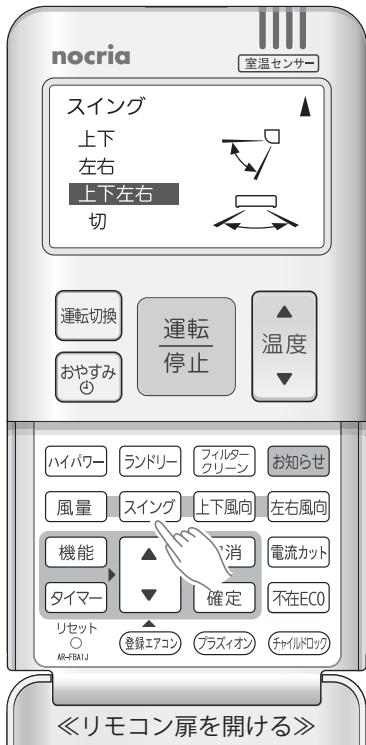 nocria
室温センサー
スイング
上下
左右
上下左右
切
運転切換
運転
停止
温度
おやすみ
ハイパワー
ランドリー
フィルター
クリーン
お知らせ
風量
スイング
上下風向
左右風向
機能
消
電流カット
タイマー
確定
不在ECO
リセット
AR-FBA1J
登録エアコン
プラズィオン
チャイルドロック
≪リモコン扉を開ける≫